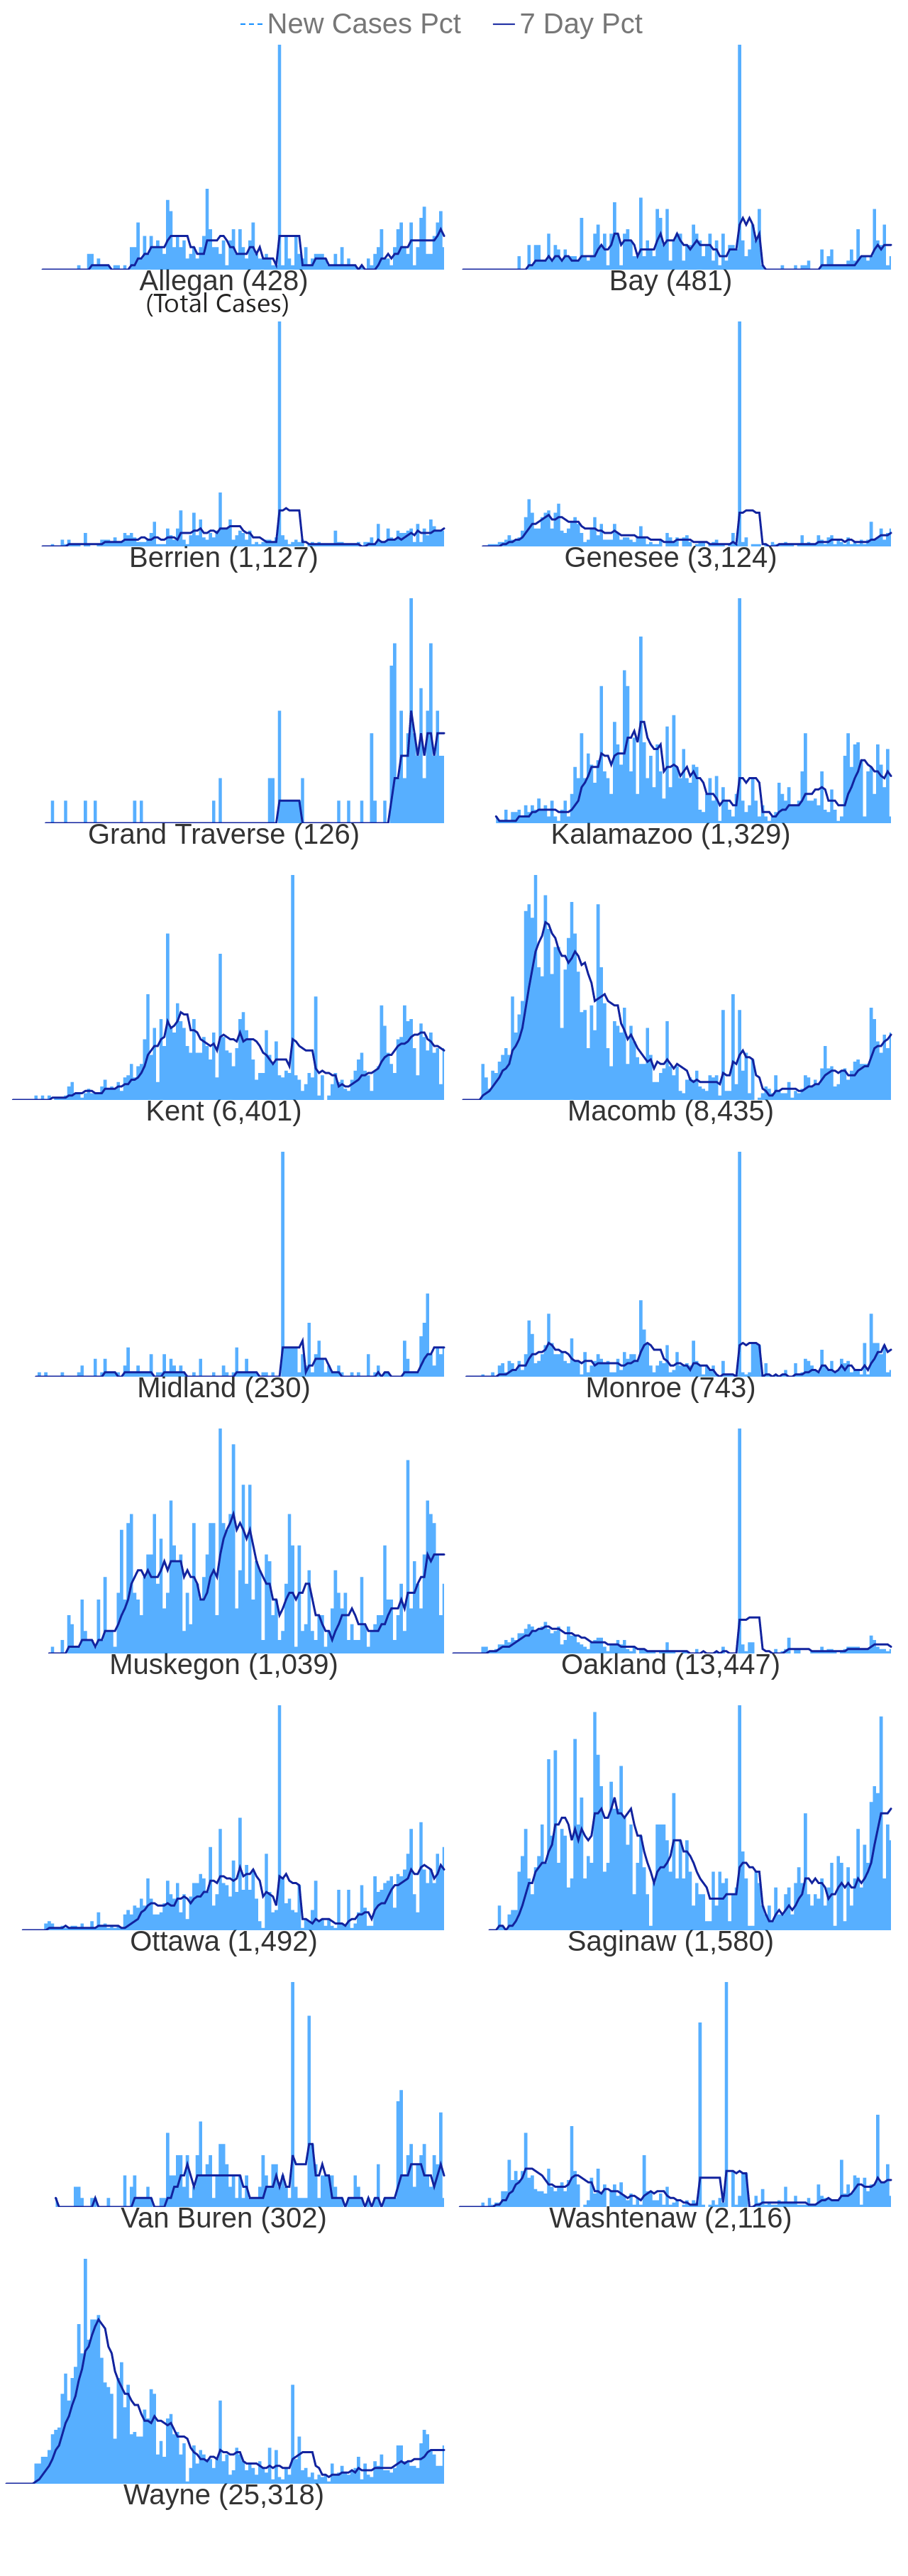 New Cases Pct 7 Day Pct
Allegan (428) Bay (481)
(Total Cases)
Berrien (1,127) Genesee (3,124)
Grand Traverse (126) Kalamazoo (1,329)
Kent (6,401) Macomb (8,435)
Midland (230) Monroe (743)
Muskegon (1,039) Oakland (13,447)
Ottawa (1,492) Saginaw (1,580)
Van Buren (302) Washtenaw (2,116)
Wayne (25,318)